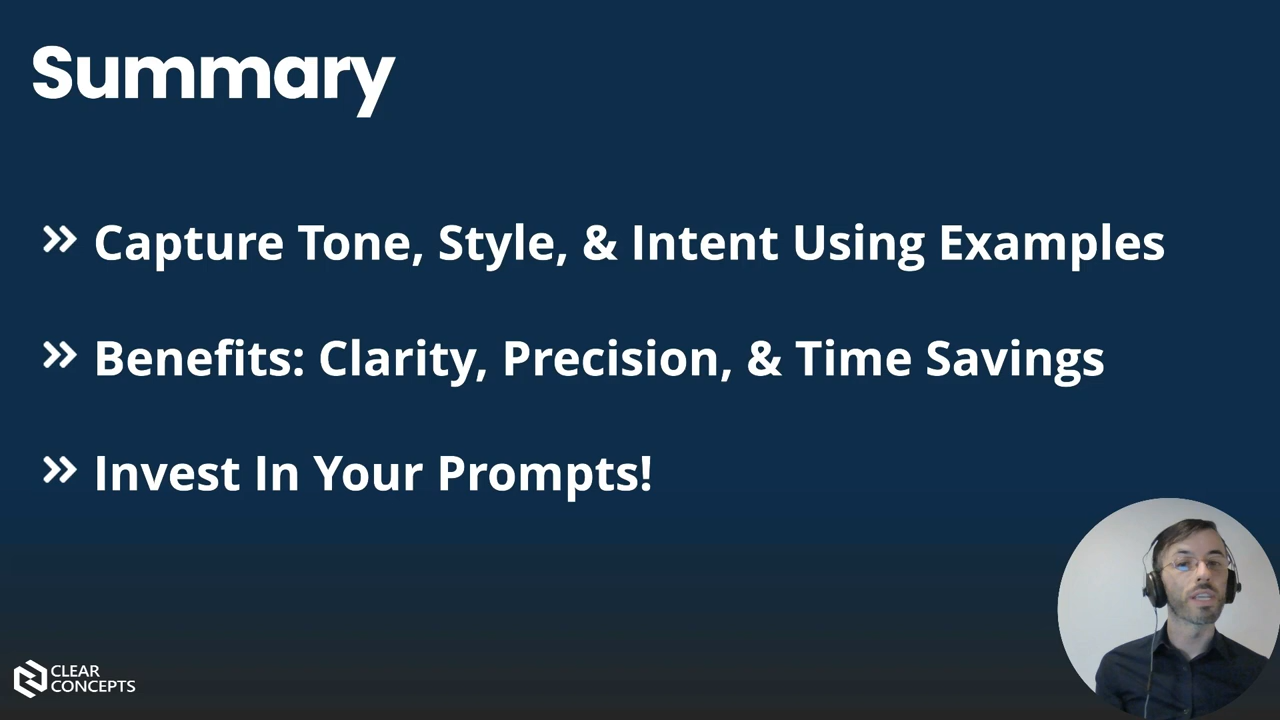 Summary
Capture Tone, Style, & Intent Using Examples
Benefits: Clarity, Precision, & Time Savings
Invest In Your Prompts!
CLEAR
CONCEPTS